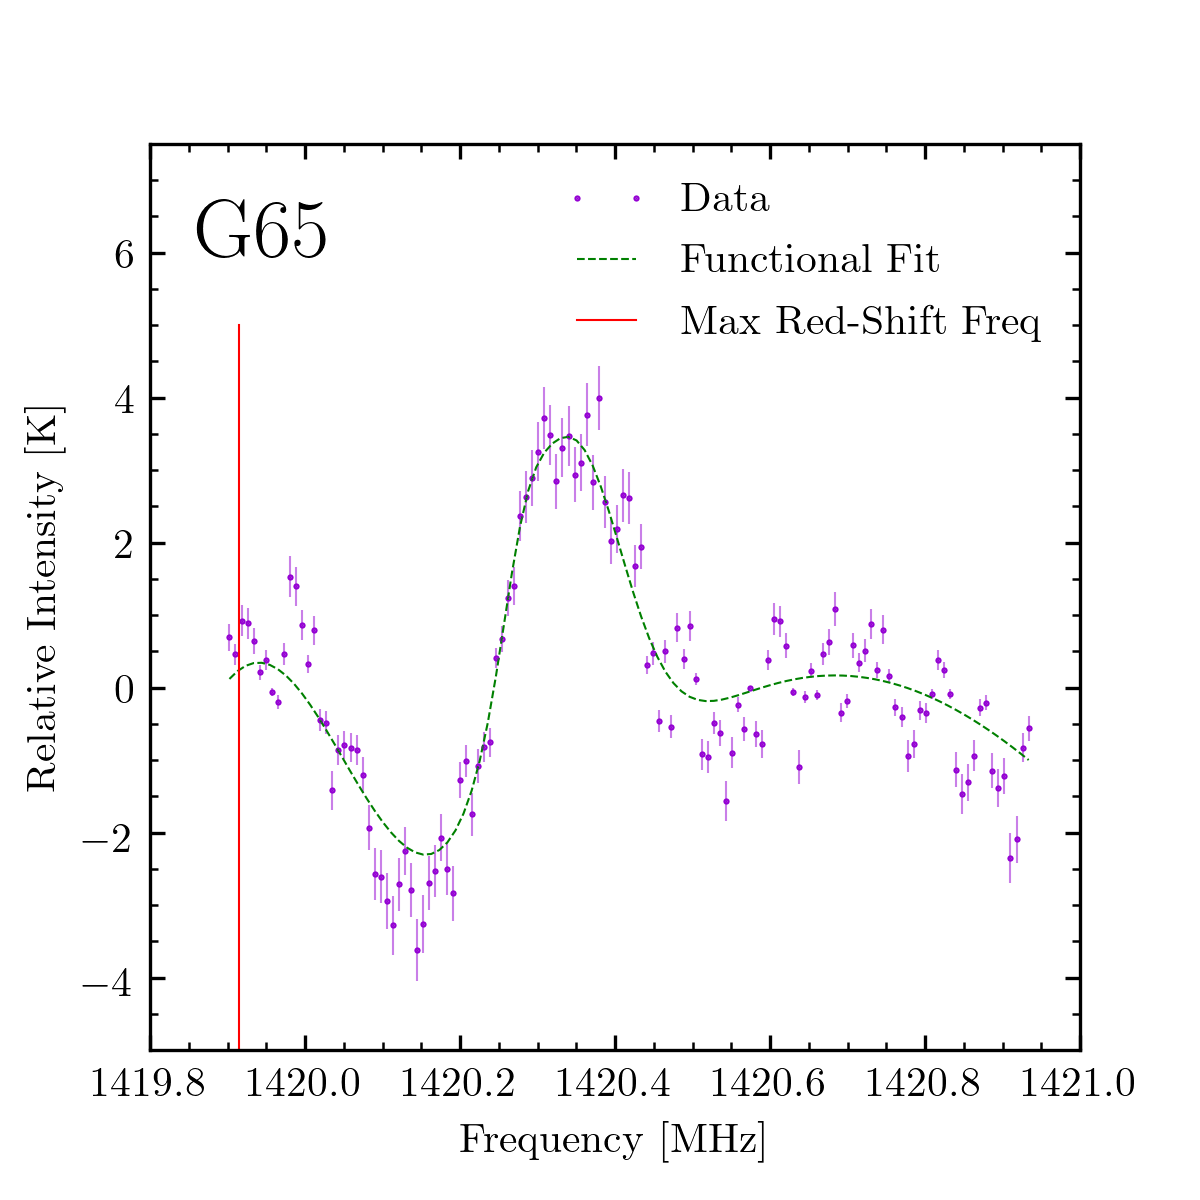 G65
Data
Functional Fit
Max Red-Shift Freq
Relative Intensity [K]
6
4
2
0
−2
−4
1419.8 1420.0 1420.2 1420.4 1420.6 1420.8 1421.0
Frequency [MHz]